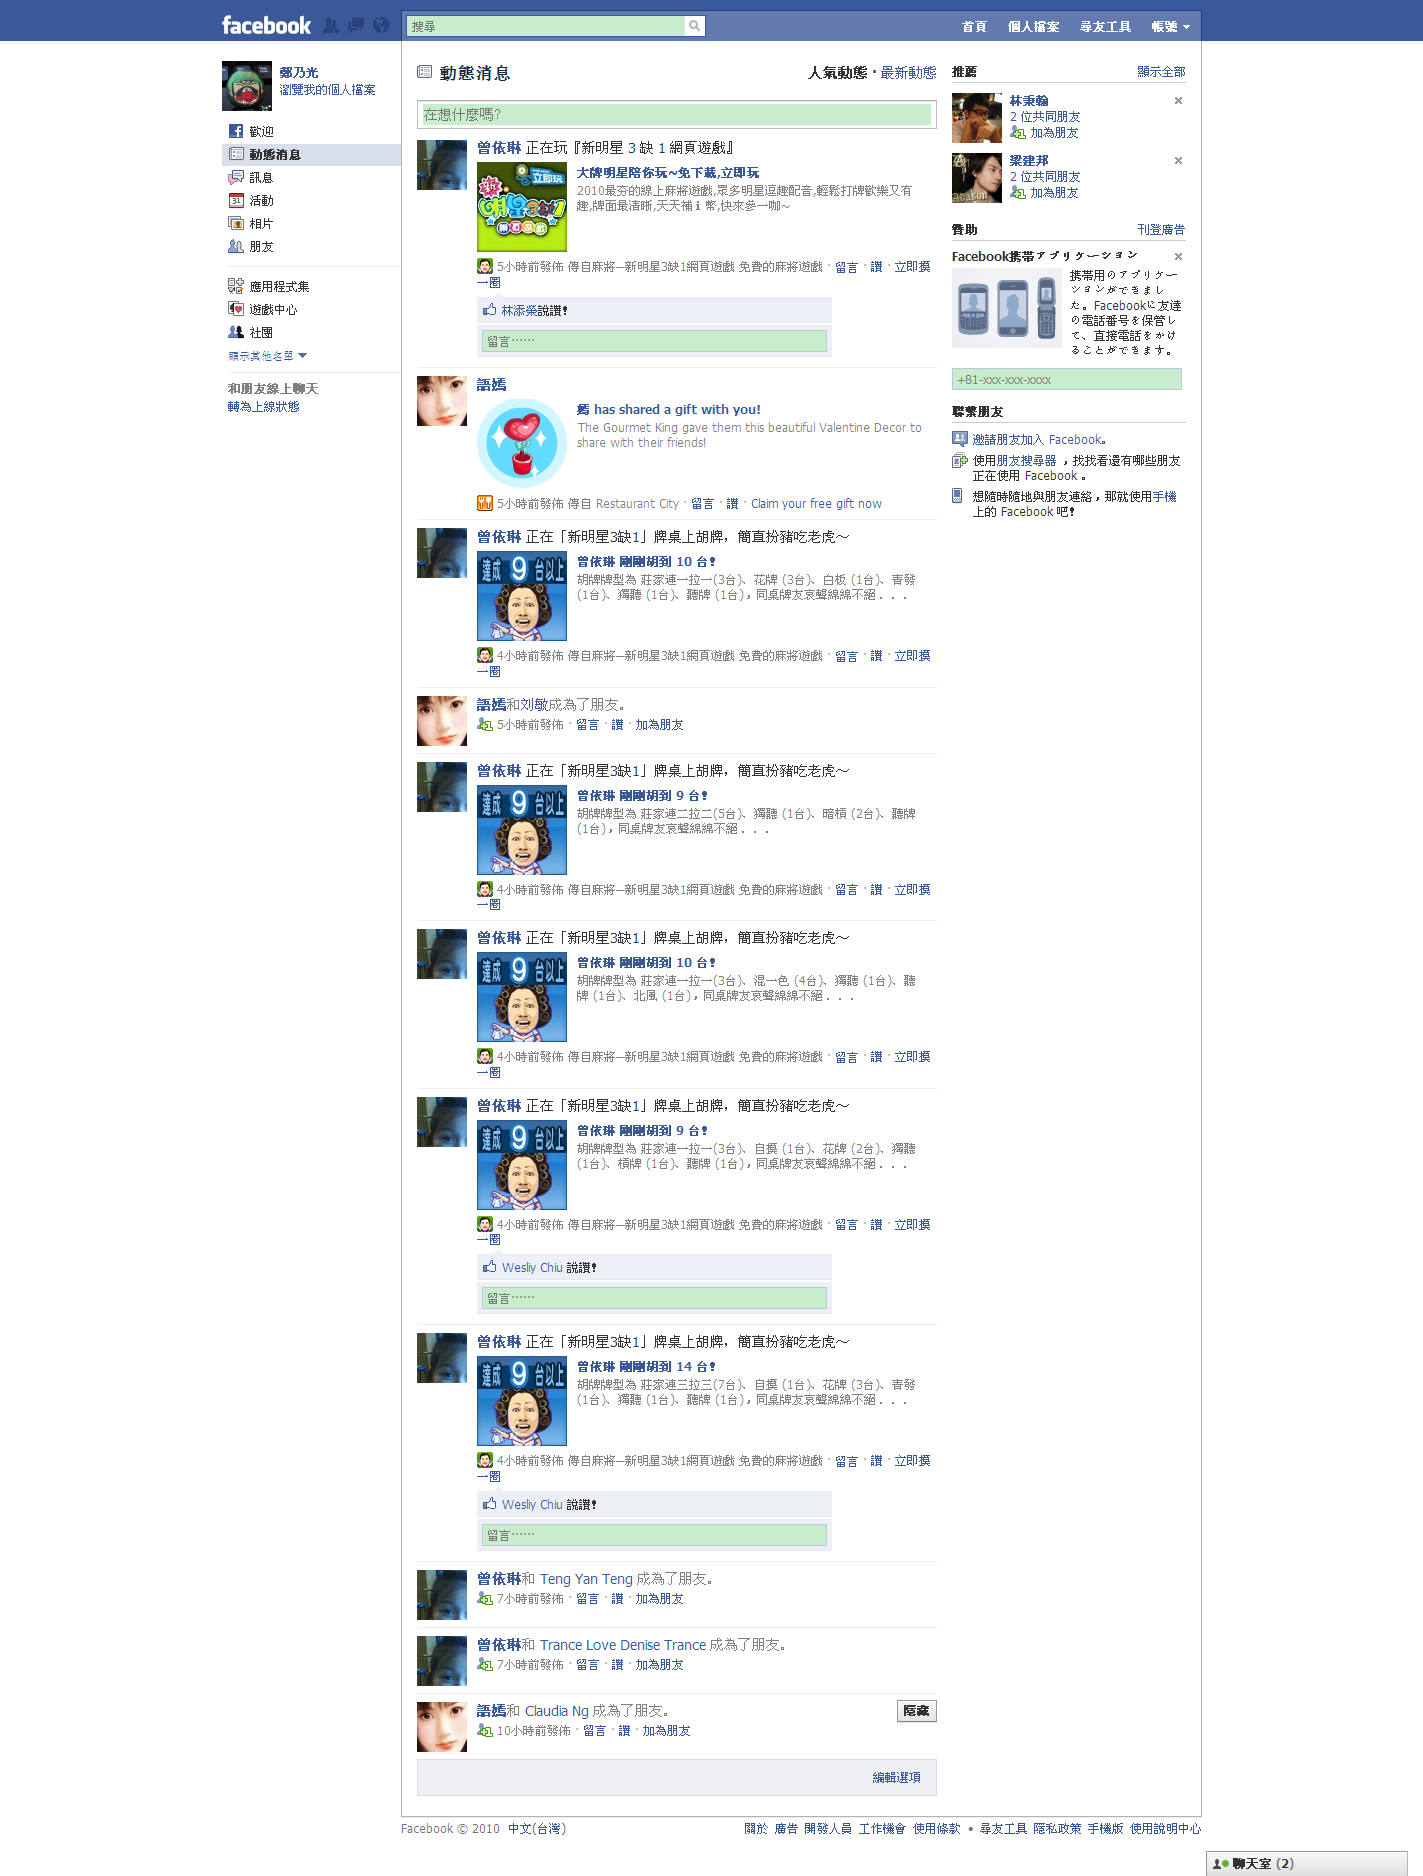 facebook
搜尋
首頁 個人檔案 尋友工具 帳號
鄭乃光
瀏覽我的個人檔案
歡迎
動態消息
訊息
活動
相片
朋友
應用程式集
遊戲中心
社團
顯示其他名單
和朋友線上聊天
轉為上線狀態
動態消息
人氣動態 · 最新動態
在想什麼嗎?
曾依琳 正在玩『新明星 3 缺 1 網頁遊戲』
立即玩
大牌明星陪你玩~免下載,立即玩
2010最夯的線上麻將遊戲,眾多明星逗趣配音,輕鬆打牌歡樂又有
趣,牌面最清晰,天天補 i 幣,快來參一咖~
5小時前發佈 傳自麻將─新明星3缺1網頁遊戲 免費的麻將遊戲 · 留言 · 讚 · 立即摸
一圈
林添榮說讚!
留言……
語嫣
嫣 has shared a gift with you!
The Gourmet King gave them this beautiful Valentine Decor to
share with their friends!
5小時前發佈 傳自 Restaurant City · 留言 · 讚 · Claim your free gift now
曾依琳 正在「新明星3缺1」牌桌上胡牌，簡直扮豬吃老虎～
達成 9 台以上
曾依琳 剛剛胡到 10 台!
胡牌牌型為 莊家連一拉一(3台)、花牌 (3台)、白板 (1台)、青發
(1台)、獨聽 (1台)、聽牌 (1台)，同桌牌友哀聲綿綿不絕．．．
4小時前發佈 傳自麻將─新明星3缺1網頁遊戲 免費的麻將遊戲 · 留言 · 讚 · 立即摸
一圈
語嫣和刘敏成為了朋友。
5小時前發佈 · 留言 · 讚 · 加為朋友
曾依琳 正在「新明星3缺1」牌桌上胡牌，簡直扮豬吃老虎～
達成 9 台以上
曾依琳 剛剛胡到 9 台!
胡牌牌型為 莊家連二拉二(5台)、獨聽 (1台)、暗槓 (2台)、聽牌
(1台)，同桌牌友哀聲綿綿不絕．．．
4小時前發佈 傳自麻將─新明星3缺1網頁遊戲 免費的麻將遊戲 · 留言 · 讚 · 立即摸
一圈
曾依琳 正在「新明星3缺1」牌桌上胡牌，簡直扮豬吃老虎～
達成 9 台以上
曾依琳 剛剛胡到 10 台!
胡牌牌型為 莊家連一拉一(3台)、混一色 (4台)、獨聽 (1台)、聽
牌 (1台)、北風 (1台)，同桌牌友哀聲綿綿不絕．．．
4小時前發佈 傳自麻將─新明星3缺1網頁遊戲 免費的麻將遊戲 · 留言 · 讚 · 立即摸
一圈
曾依琳 正在「新明星3缺1」牌桌上胡牌，簡直扮豬吃老虎～
達成 9 台以上
曾依琳 剛剛胡到 9 台!
胡牌牌型為 莊家連一拉一(3台)、自摸 (1台)、花牌 (2台)、獨聽
(1台)、槓牌 (1台)、聽牌 (1台)，同桌牌友哀聲綿綿不絕．．．
4小時前發佈 傳自麻將─新明星3缺1網頁遊戲 免費的麻將遊戲 · 留言 · 讚 · 立即摸
一圈
Wesliy Chiu 說讚!
留言……
曾依琳 正在「新明星3缺1」牌桌上胡牌，簡直扮豬吃老虎～
達成 9 台以上
曾依琳 剛剛胡到 14 台!
胡牌牌型為 莊家連三拉三(7台)、自摸 (1台)、花牌 (3台)、青發
(1台)、獨聽 (1台)、聽牌 (1台)，同桌牌友哀聲綿綿不絕．．．
4小時前發佈 傳自麻將─新明星3缺1網頁遊戲 免費的麻將遊戲 · 留言 · 讚 · 立即摸
一圈
Wesliy Chiu 說讚!
留言……
曾依琳和 Teng Yan Teng 成為了朋友。
7小時前發佈 · 留言 · 讚 · 加為朋友
曾依琳和 Trance Love Denise Trance 成為了朋友。
7小時前發佈 · 留言 · 讚 · 加為朋友
語嫣和 Claudia Ng 成為了朋友。
隱藏
10小時前發佈 · 留言 · 讚 · 加為朋友
編輯選項
推薦
顯示全部
林秉翰
2 位共同朋友
加為朋友
梁建邦
2 位共同朋友
加為朋友
贊助
刊登廣告
Facebook携帯アプリケーション
携帯用のアプリケー
ションができまし
た。Facebookに友達
の電話番号を保管し
て、直接電話をかけ
ることができます。
+81-xxx-xxx-xxxx
聯繫朋友
邀請朋友加入 Facebook。
使用朋友搜尋器 ，找找看還有哪些朋友
正在使用 Facebook 。
想隨時隨地與朋友連絡，那就使用手機
上的 Facebook 吧!
Facebook © 2010 中文(台灣)
關於 廣告 開發人員 工作機會 使用條款 • 尋友工具 隱私政策 手機版 使用說明中心
聊天室 (2)